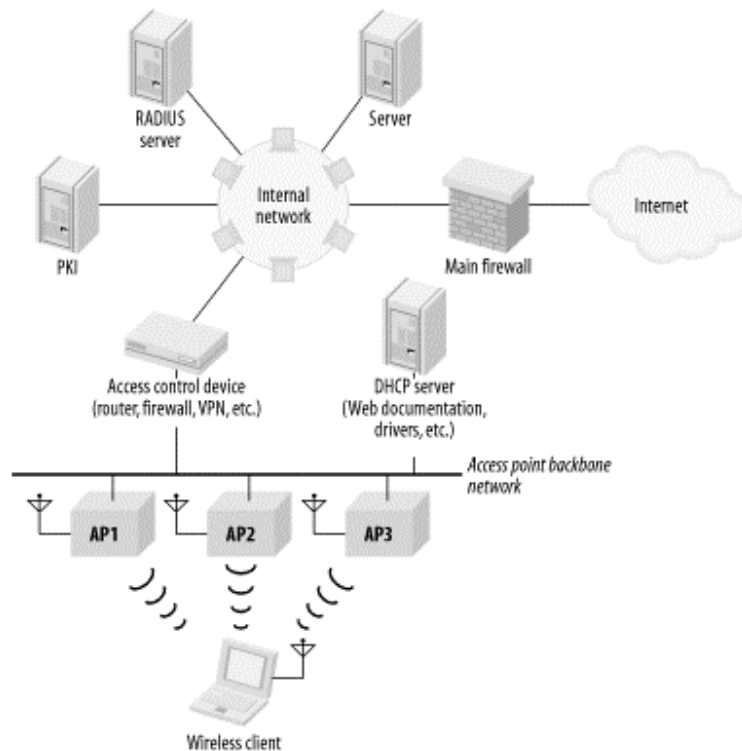 RADIUS
server
Server
PKI
Internal
network
Main firewall
Internet
Access control device
(router, firewall, VPN, etc.)
DHCP server
(Web documentation,
drivers, etc.)
Access point backbone
network
AP1
AP2
AP3
Wireless client